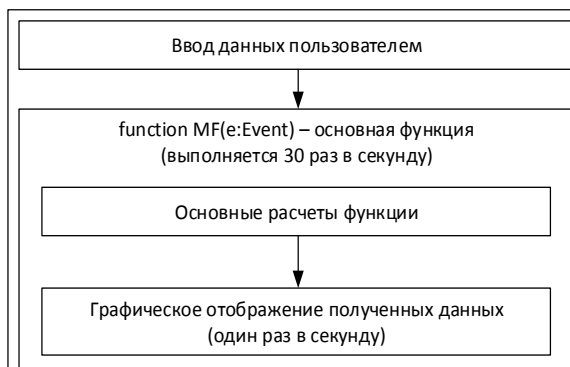 Ввод данных пользователем
function MF(e:Event) – основная функция
(выполняется 30 раз в секунду)
Основные расчеты функции
Графическое отображение полученных данных
(один раз в секунду)